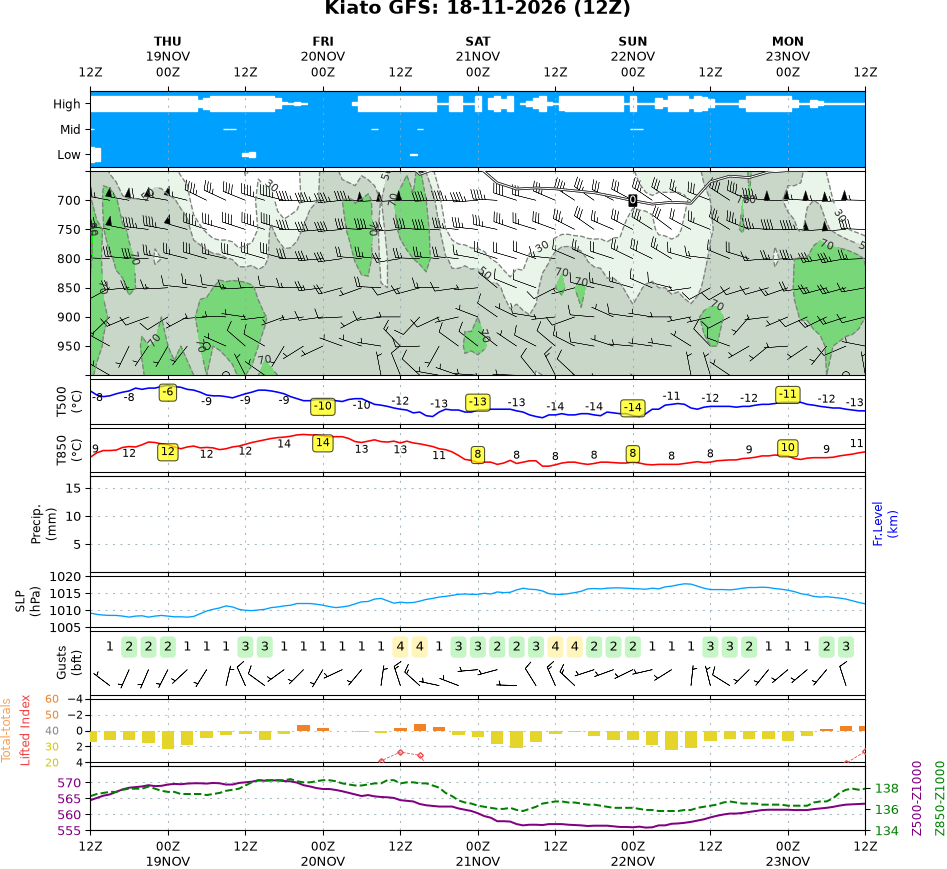 Kiato GFS: 18-11-2026 (12Z)
THU FRI SAT SUN MON
19NOV 20NOV 21NOV 22NOV 23NOV
12Z 00Z 12Z 00Z 12Z 00Z 12Z 00Z 12Z 00Z 12Z
High
Mid
Low
700
750
800
850
900
950
0
30
50
70
T500
(°C)
-8 -8 -6 -9 -9 -9 -10 -10 -12 -13 -13 -13 -14 -14 -14 -11 -12 -12 -11 -12 -13
T850
(°C)
9 12 12 12 12 14 14 13 13 11 8 8 8 8 8 8 8 9 10 9 11
Precip.
(mm)
15
10
5
Fr.Level
(km)
SLP
(hPa)
1020
1015
1010
1005
Gusts
(bft)
1 2 2 2 1 1 1 3 3 1 1 1 1 1 1 4 4 1 3 3 2 2 3 4 4 2 2 2 1 1 1 3 3 2 1 1 1 2 3
Total-totals
Lifted Index
60 -4
50 -2
40 0
30 2
20 4
570
565
560
555
138
136
134
Z500-Z1000
Z850-Z1000
12Z 00Z 12Z 00Z 12Z 00Z 12Z 00Z 12Z 00Z 12Z
19NOV 20NOV 21NOV 22NOV 23NOV